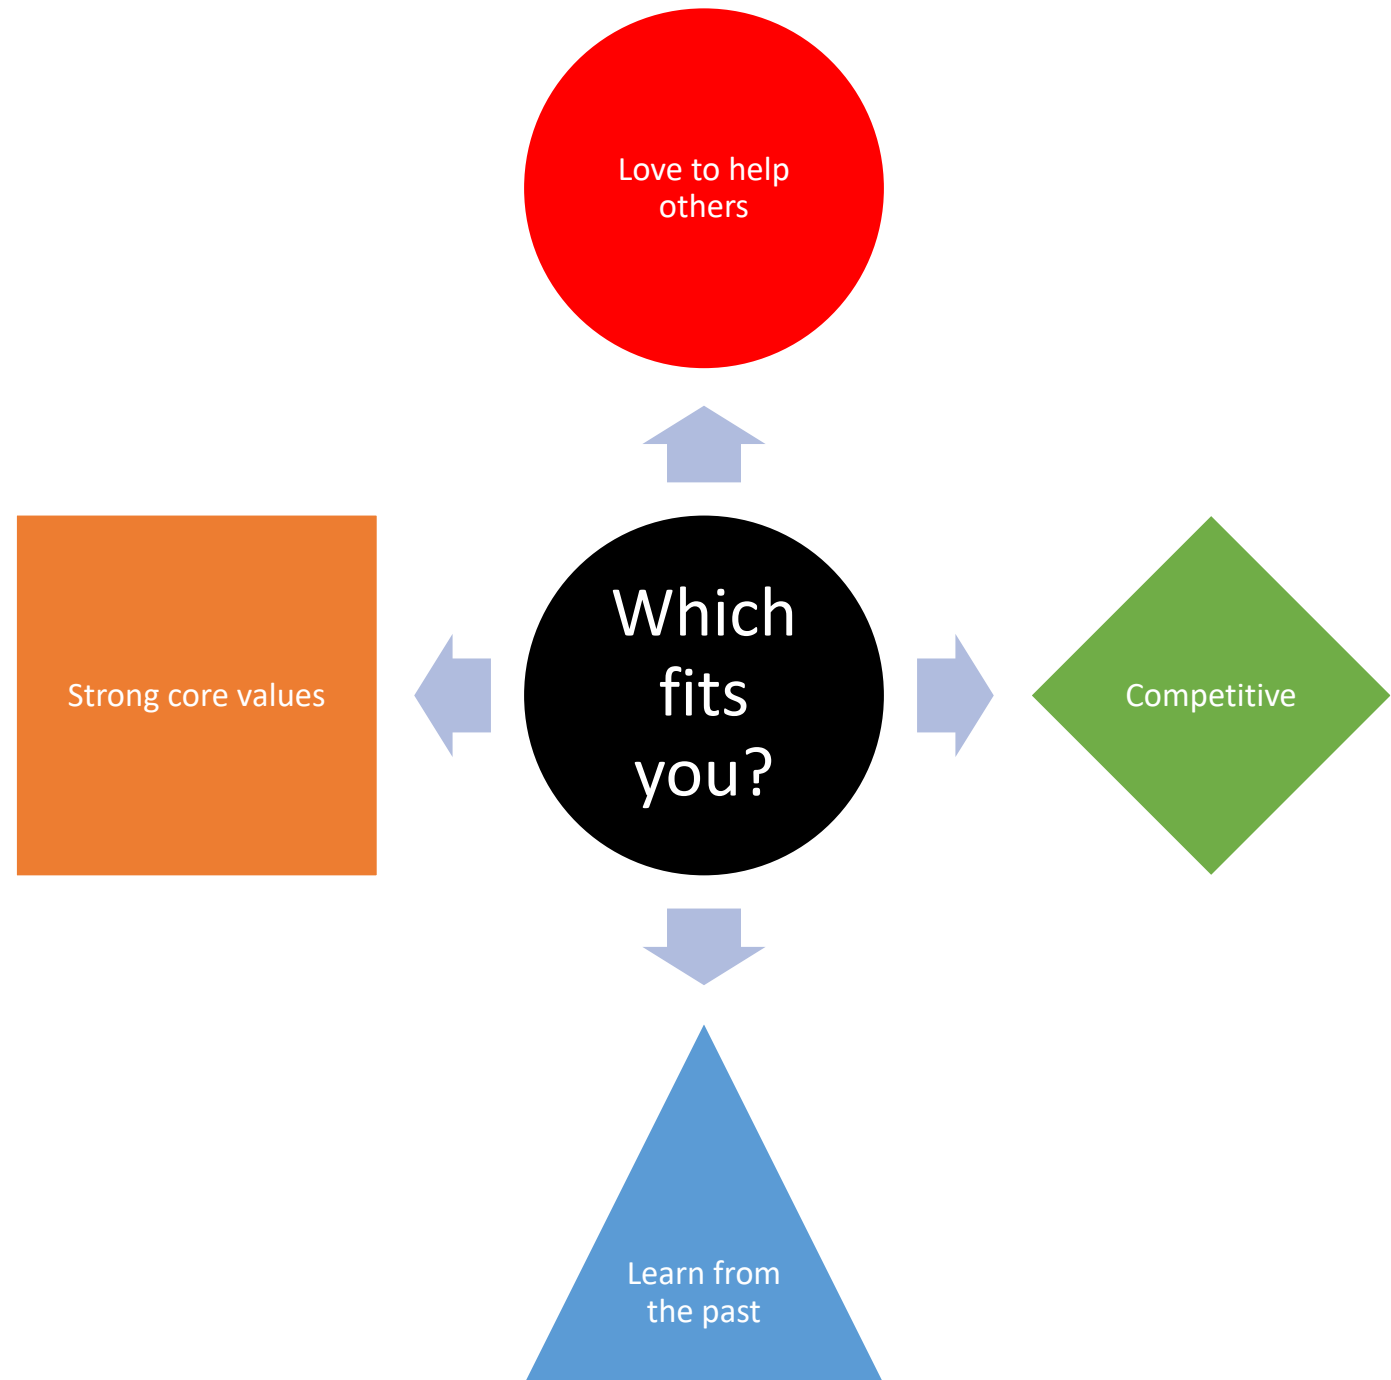 Love to help
others
Strong core values
Which
fits
you?
Competitive
Learn from
the past